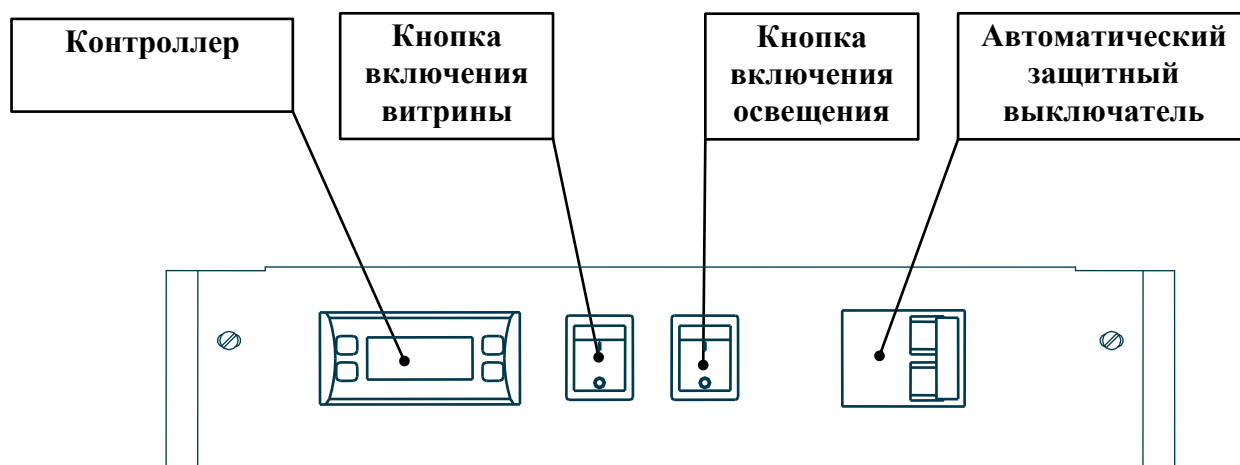 Контроллер
Кнопка
включения
витрины
Кнопка
включения
освещения
Автоматический
защитный
выключатель